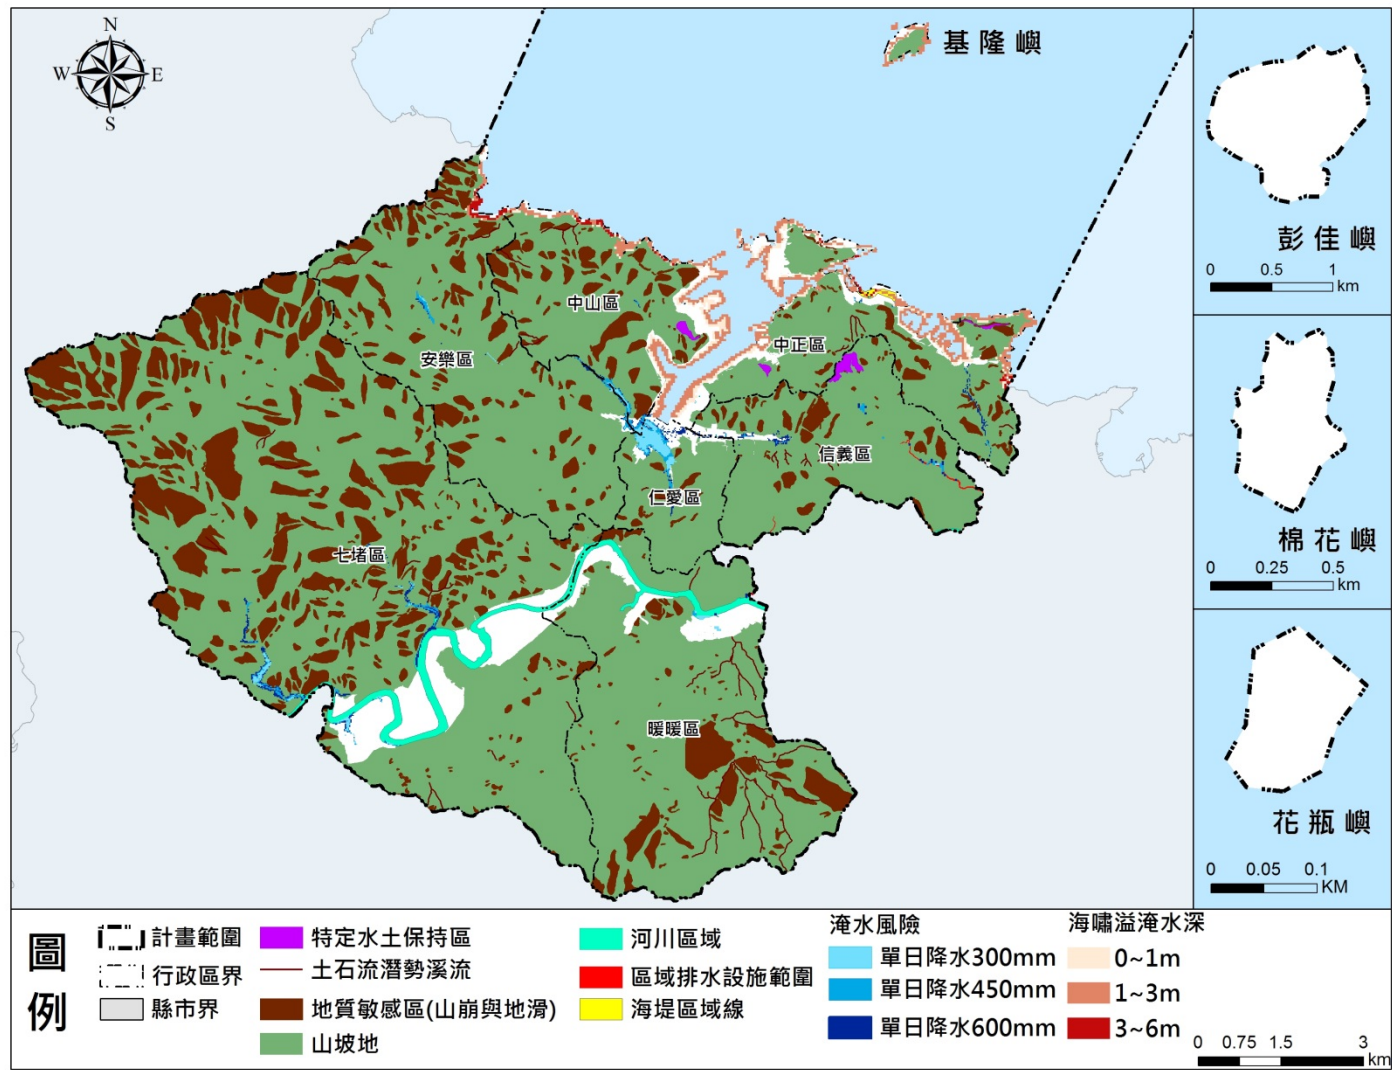 N
W
E
S
基隆嶼
中山區
安樂區
中正區
信義區
仁愛區
七堵區
暖暖區
彭佳嶼
0 0.5 1
km
棉花嶼
0 0.25 0.5
km
花瓶嶼
0 0.05 0.1
KM
圖例
計畫範圍
行政區界
縣市界
特定水土保持區
土石流潛勢溪流
地質敏感區(山崩與地滑)
山坡地
河川區域
區域排水設施範圍
海堤區域線
淹水風險
單日降水300mm
單日降水450mm
單日降水600mm
海嘯溢淹水深
0~1m
1~3m
3~6m
0 0.75 1.5 3
km